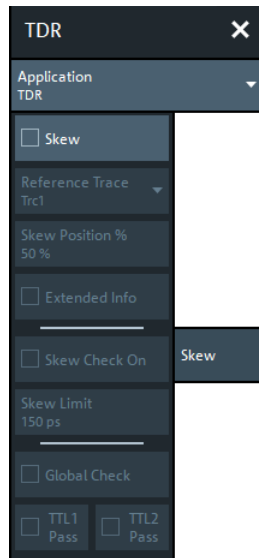 TDR
Application
TDR
Skew
Reference Trace
Trc1
Skew Position %
50 %
Extended Info
Skew Check On
Skew
Skew Limit
150 ps
Global Check
TTL1
Pass
TTL2
Pass